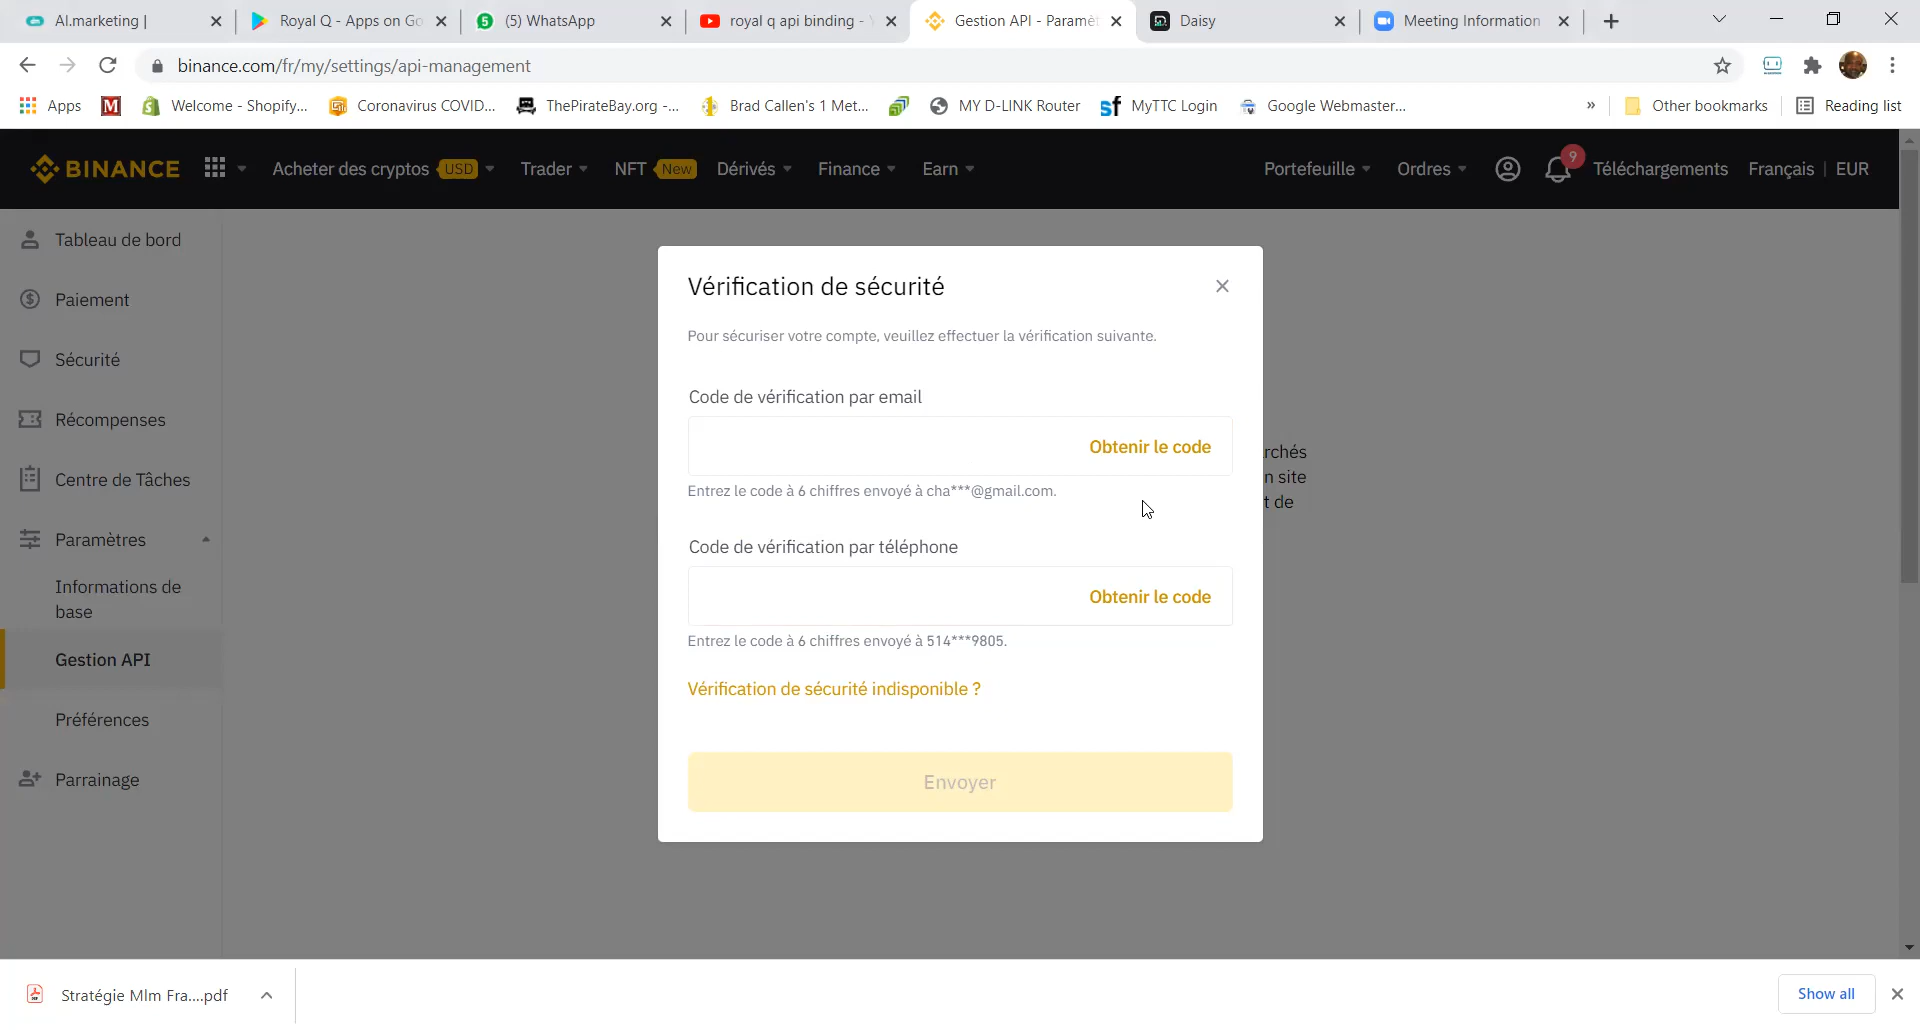 AI.marketing |
Royal Q - Apps on Go
(5) WhatsApp
royal q api binding -
Gestion API - Paramèt
Daisy
Meeting Information
binance.com/fr/my/settings/api-management
Apps
Welcome - Shopify...
Coronavirus COVID...
ThePirateBay.org -...
Brad Callen's 1 Met...
MY D-LINK Router
MyTTC Login
Google Webmaster...
»
Other bookmarks
Reading list
BINANCE
Acheter des cryptos USD
Trader
NFT New
Dérivés
Finance
Earn
Portefeuille
Ordres
9
Téléchargements
Français | EUR
Tableau de bord
Paiement
Sécurité
Récompenses
Centre de Tâches
Paramètres
Informations de
base
Gestion API
Préférences
Parrainage
Vérification de sécurité
Pour sécuriser votre compte, veuillez effectuer la vérification suivante.
Code de vérification par email
Obtenir le code
Entrez le code à 6 chiffres envoyé à cha***@gmail.com.
Code de vérification par téléphone
Obtenir le code
Entrez le code à 6 chiffres envoyé à 514***9805.
Vérification de sécurité indisponible ?
Envoyer
rchés
n site
t de
Stratégie Mlm Fra....pdf
Show all